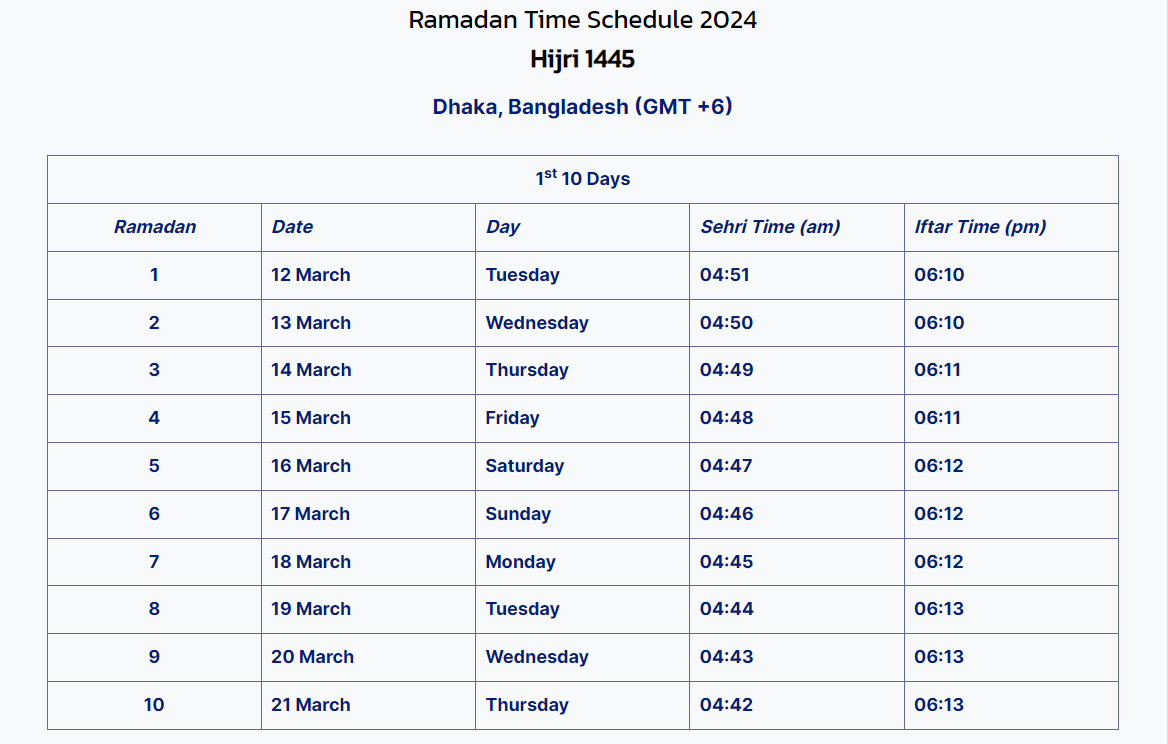 Ramadan Time Schedule 2024
Hijri 1445
Dhaka, Bangladesh (GMT +6)
1st 10 Days
Ramadan Date Day Sehri Time (am) Iftar Time (pm)
1 12 March Tuesday 04:51 06:10
2 13 March Wednesday 04:50 06:10
3 14 March Thursday 04:49 06:11
4 15 March Friday 04:48 06:11
5 16 March Saturday 04:47 06:12
6 17 March Sunday 04:46 06:12
7 18 March Monday 04:45 06:12
8 19 March Tuesday 04:44 06:13
9 20 March Wednesday 04:43 06:13
10 21 March Thursday 04:42 06:13